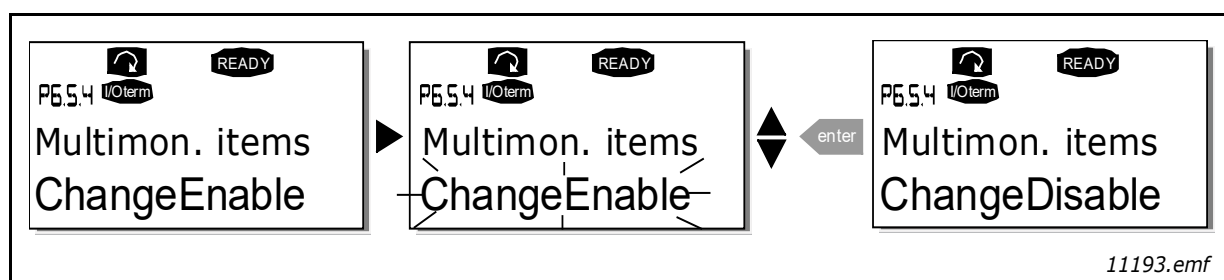 READY
P6.5.4 I/Oterm
Multimon. items
ChangeEnable
READY
P6.5.4 I/Oterm
Multimon. items
ChangeEnable
enter
READY
P6.5.4 I/Oterm
Multimon. items
ChangeDisable
11193.emf